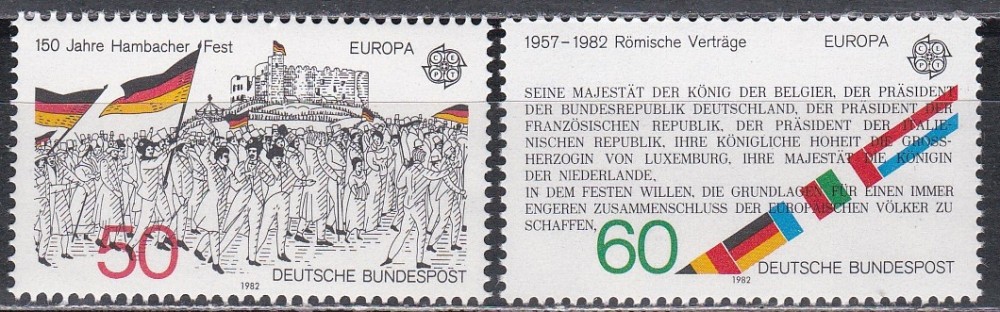 150 Jahre Hambacher Fest
EUROPA
CEPT
50
DEUTSCHE BUNDESPOST
1982
1957-1982 Römische Verträge
EUROPA
CEPT
SEINE MAJESTÄT DER KÖNIG DER BELGIER, DER PRÄSIDENT
DER BUNDESREPUBLIK DEUTSCHLAND, DER PRÄSIDENT DER
FRANZÖSISCHEN REPUBLIK, DER PRÄSIDENT DER ITALIE-
NISCHEN REPUBLIK, IHRE KÖNIGLICHE HOHEIT DIE GROSS-
HERZOGIN VON LUXEMBURG, IHRE MAJESTÄT DIE KÖNIGIN
DER NIEDERLANDE,
IN DEM FESTEN WILLEN, DIE GRUNDLAGEN FÜR EINEN IMMER
ENGEREN ZUSAMMENSCHLUSS DER EUROPÄISCHEN VÖLKER ZU
SCHAFFEN,
60
1982
DEUTSCHE BUNDESPOST